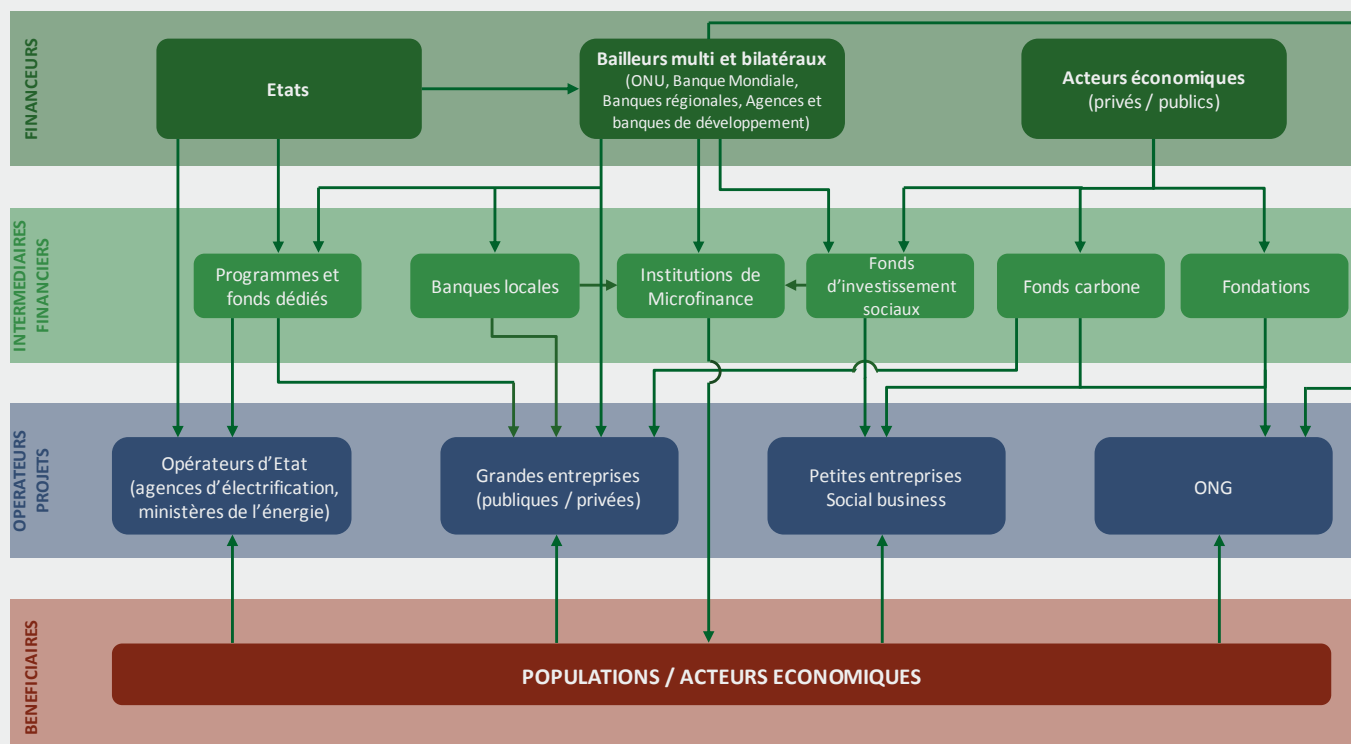 FINANCEURS
Etats
Bailleurs multi et bilatéraux
(ONU, Banque Mondiale,
Banques régionales, Agences et
banques de développement)
Acteurs économiques
(privés / publics)
INTERMEDIAIRES
FINANCIERS
Programmes et
fonds dédiés
Banques locales
Institutions de
Microfinance
Fonds
d’investissement
sociaux
Fonds carbone
Fondations
OPERATEURS
PROJETS
Opérateurs d’Etat
(agences d’électrification,
ministères de l’énergie)
Grandes entreprises
(publiques / privées)
Petites entreprises
Social business
ONG
BENEFICIAIRES
POPULATIONS / ACTEURS ECONOMIQUES